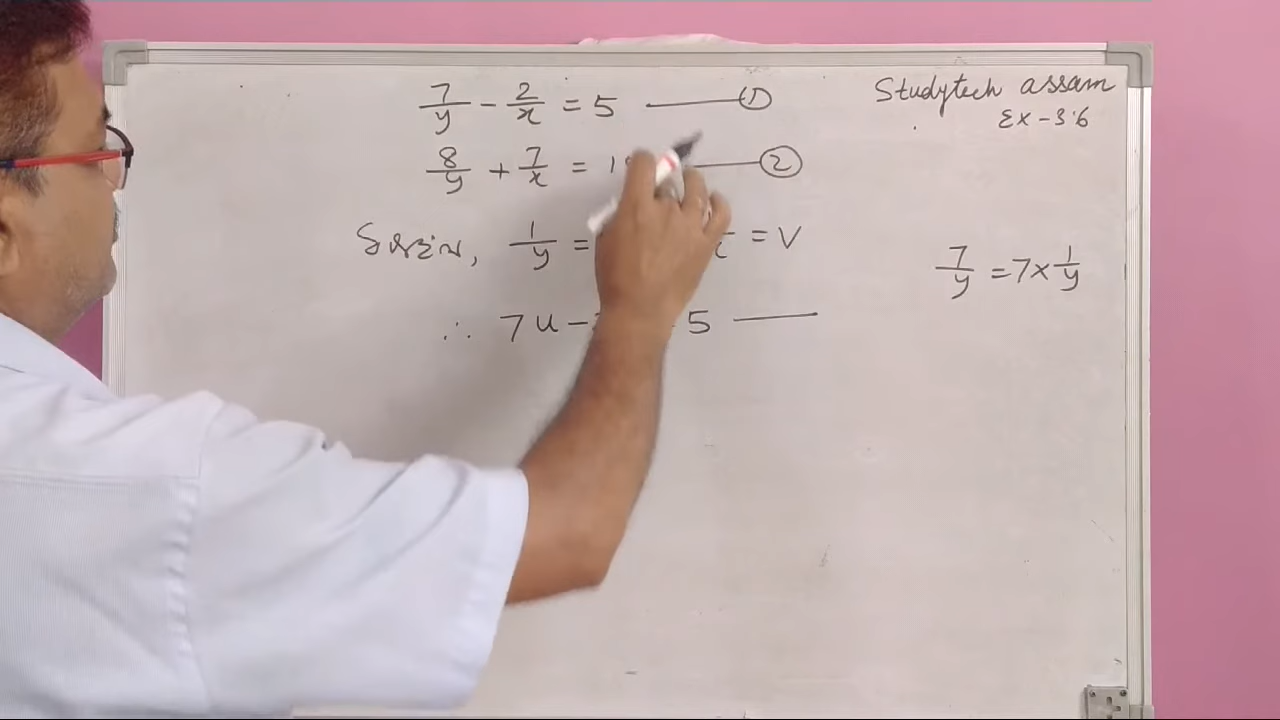 7/y - 2/x = 5 —— ①
Studytech assam
Ex - 3.6
8/y + 7/x = 1 —— ②
1/y = = V
7/y = 7 × 1/y
∴ 7u - 5 ——